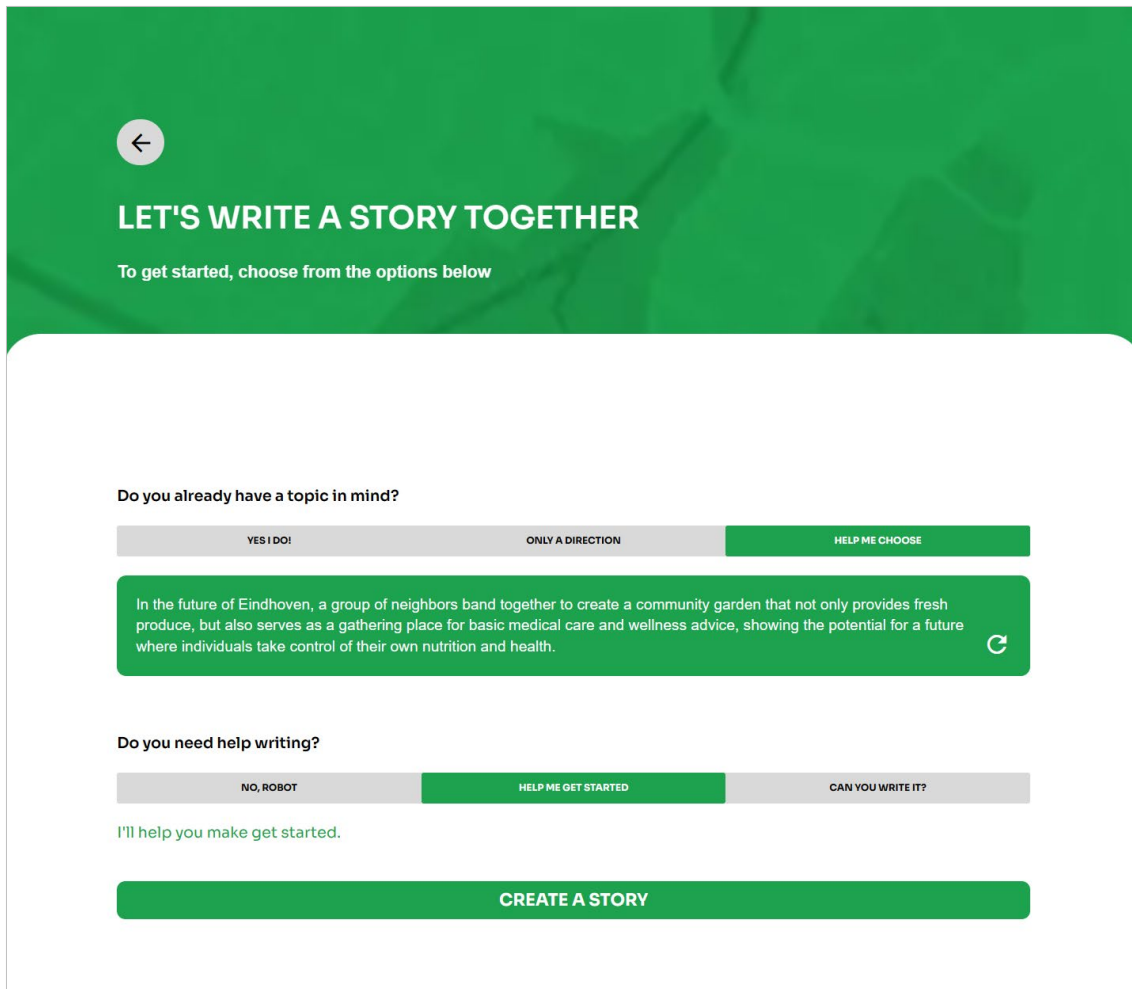 LET'S WRITE A STORY TOGETHER
To get started, choose from the options below
Do you already have a topic in mind?
YES I DO!
ONLY A DIRECTION
HELP ME CHOOSE
In the future of Eindhoven, a group of neighbors band together to create a community garden that not only provides fresh
produce, but also serves as a gathering place for basic medical care and wellness advice, showing the potential for a future
where individuals take control of their own nutrition and health.
Do you need help writing?
NO, ROBOT
HELP ME GET STARTED
CAN YOU WRITE IT?
I'll help you make get started.
CREATE A STORY